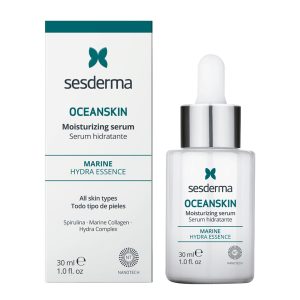 sesderma
OCEANSKIN
Moisturizing serum
Serum hidratante
MARINE
HYDRA ESSENCE
All skin types
Todo tipo de pieles
Spirulina · Marine Collagen ·
Hydra Complex
30 ml ℮
1.0 fl. oz.
NANOTECH
sesderma
OCEANSKIN
Moisturizing serum
Serum hidratante
MARINE
HYDRA ESSENCE
30 ml ℮
1.0 fl. oz.
NANOTECH